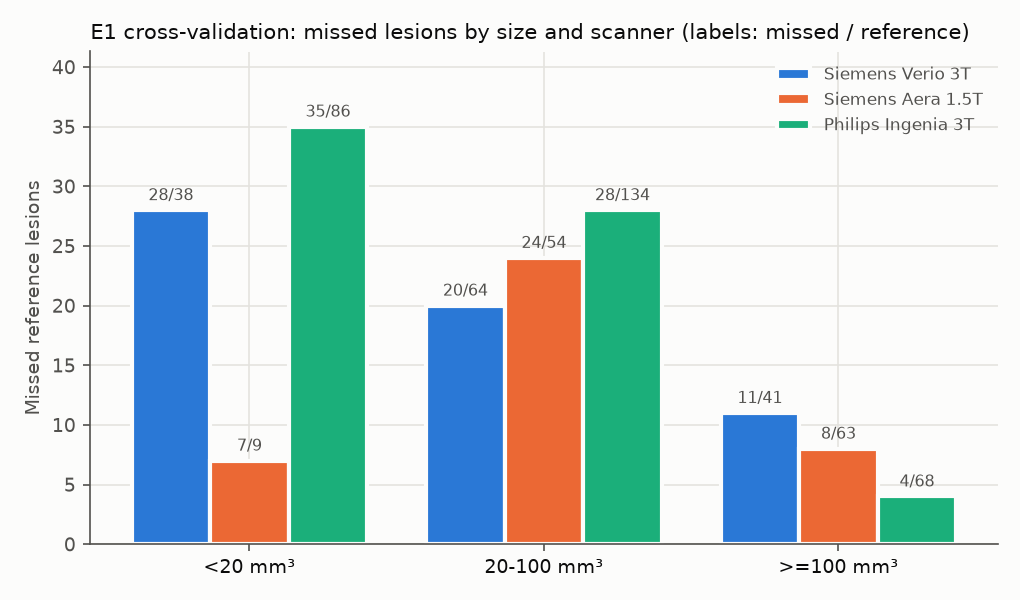 E1 cross-validation: missed lesions by size and scanner (labels: missed / reference)
Siemens Verio 3T
Siemens Aera 1.5T
Philips Ingenia 3T
Missed reference lesions
40
35
30
25
20
15
10
5
0
28/38
7/9
35/86
20/64
24/54
28/134
11/41
8/63
4/68
<20 mm³
20-100 mm³
>=100 mm³